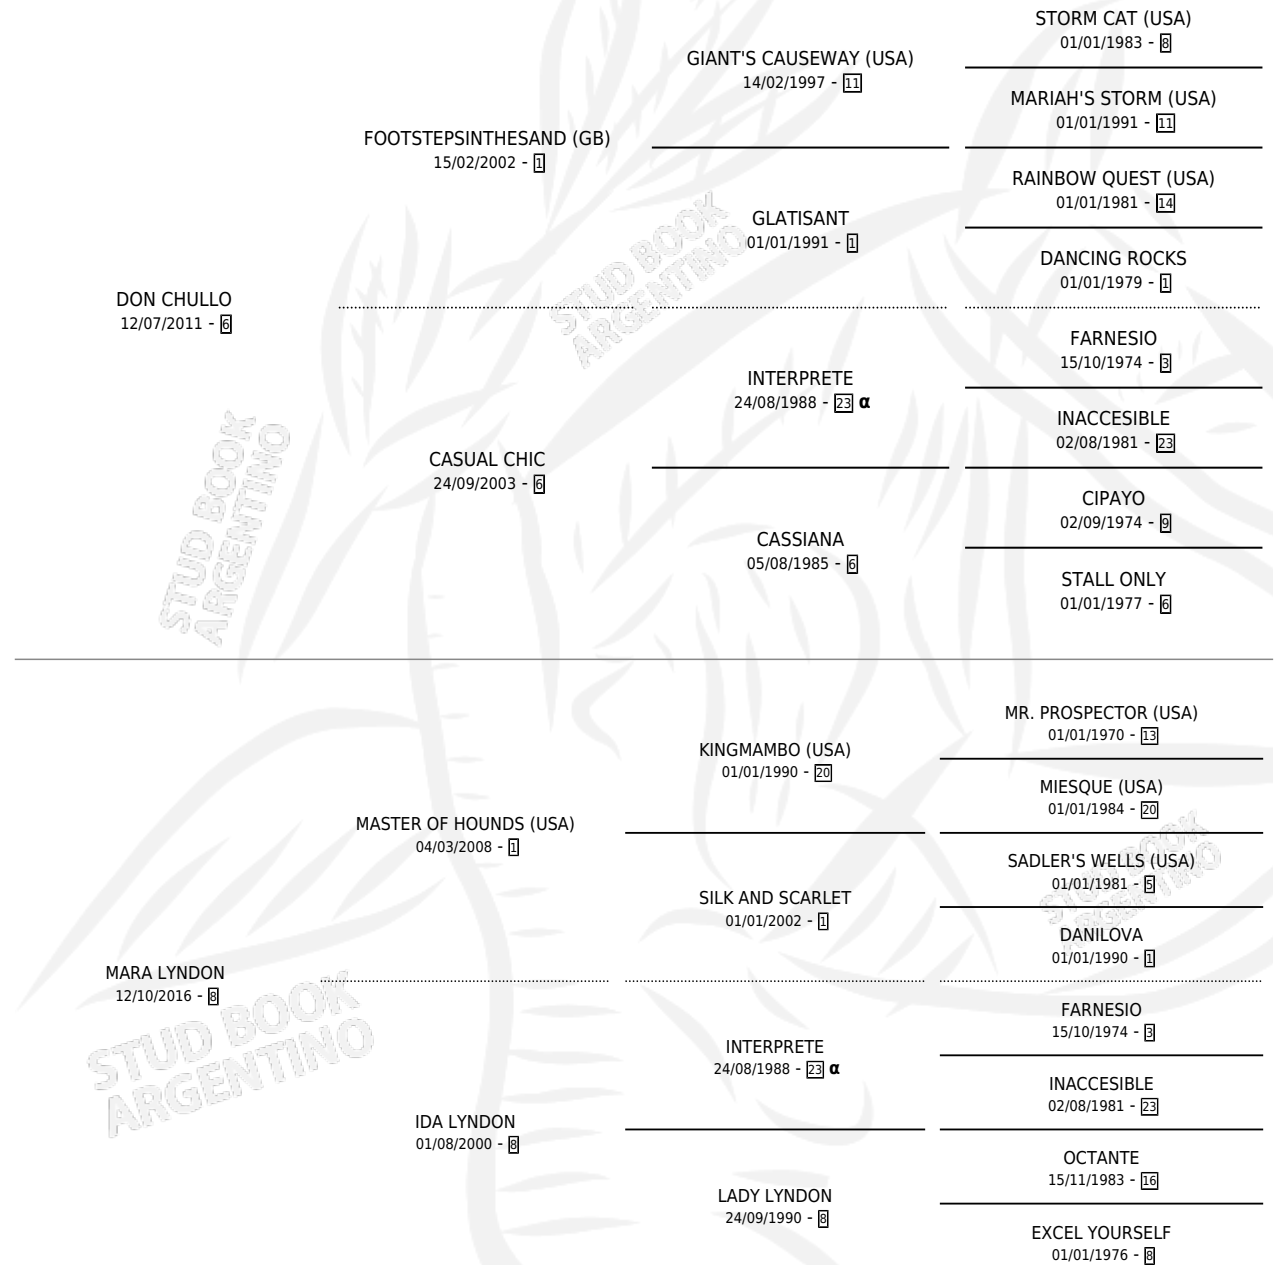 STORM CAT (USA)
01/01/1983 - 8
GIANT'S CAUSEWAY (USA)
14/02/1997 - 11
MARIAH'S STORM (USA)
01/01/1991 - 11
FOOTSTEPSINTHESAND (GB)
15/02/2002 - 1
RAINBOW QUEST (USA)
01/01/1981 - 14
GLATISANT
01/01/1991 - 1
DANCING ROCKS
01/01/1979 - 1
DON CHULLO
12/07/2011 - 6
FARNESIO
15/10/1974 - 3
INTERPRETE
24/08/1988 - 23 α
INACCESIBLE
02/08/1981 - 23
CASUAL CHIC
24/09/2003 - 6
CIPAYO
02/09/1974 - 9
CASSIANA
05/08/1985 - 6
STALL ONLY
01/01/1977 - 6
MR. PROSPECTOR (USA)
01/01/1970 - 13
KINGMAMBO (USA)
01/01/1990 - 20
MIESQUE (USA)
01/01/1984 - 20
MASTER OF HOUNDS (USA)
04/03/2008 - 1
SADLER'S WELLS (USA)
01/01/1981 - 5
SILK AND SCARLET
01/01/2002 - 1
DANILOVA
01/01/1990 - 1
MARA LYNDON
12/10/2016 - 8
FARNESIO
15/10/1974 - 3
INTERPRETE
24/08/1988 - 23 α
INACCESIBLE
02/08/1981 - 23
IDA LYNDON
01/08/2000 - 8
OCTANTE
15/11/1983 - 16
LADY LYNDON
24/09/1990 - 8
EXCEL YOURSELF
01/01/1976 - 8
STUD BOOK
ARGENTINO
STUD BOOK
ARGENTINO
STUD BOOK
ARGENTINO
STUD BOOK
ARGENTINO